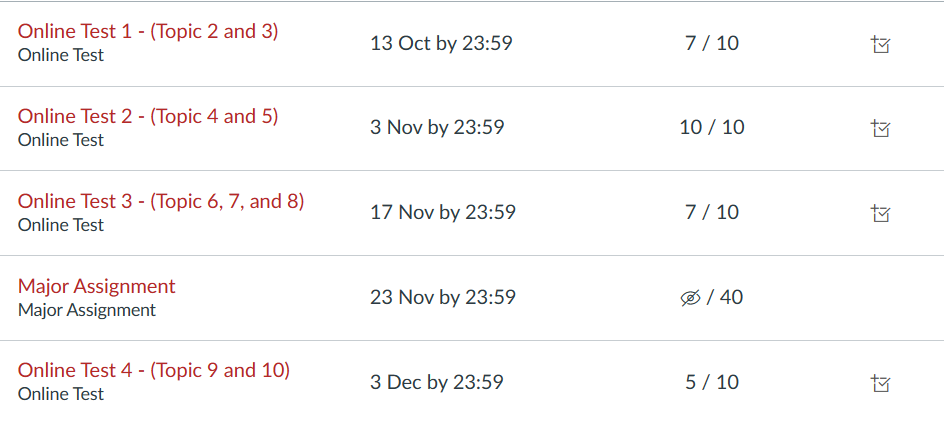 Online Test 1 - (Topic 2 and 3)
Online Test
13 Oct by 23:59
7 / 10
Online Test 2 - (Topic 4 and 5)
Online Test
3 Nov by 23:59
10 / 10
Online Test 3 - (Topic 6, 7, and 8)
Online Test
17 Nov by 23:59
7 / 10
Major Assignment
Major Assignment
23 Nov by 23:59
/ 40
Online Test 4 - (Topic 9 and 10)
Online Test
3 Dec by 23:59
5 / 10